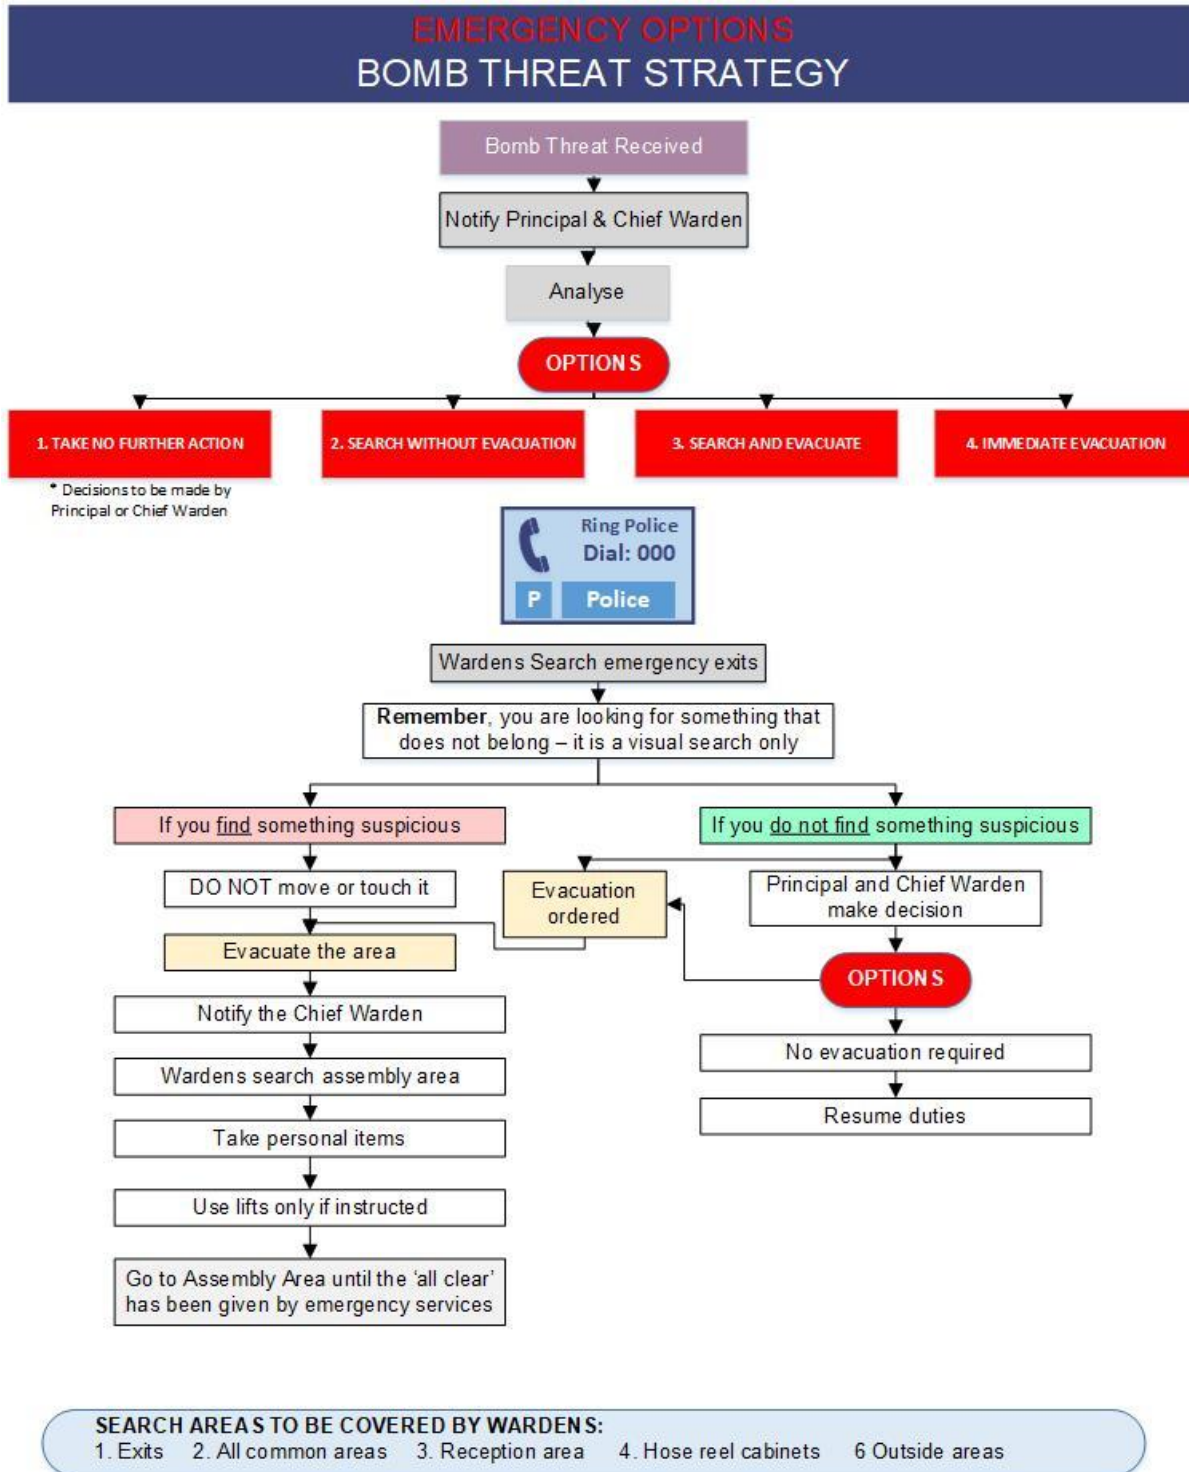 EMERGENCY OPTIONS
BOMB THREAT STRATEGY
Bomb Threat Received
Notify Principal & Chief Warden
Analyse
OPTIONS
1. TAKE NO FURTHER ACTION
2. SEARCH WITHOUT EVACUATION
3. SEARCH AND EVACUATE
4. IMMEDIATE EVACUATION
* Decisions to be made by
Principal or Chief Warden
Ring Police
Dial: 000
P Police
Wardens Search emergency exits
Remember, you are looking for something that
does not belong – it is a visual search only
If you find something suspicious
If you do not find something suspicious
DO NOT move or touch it
Evacuation
ordered
Principal and Chief Warden
make decision
Evacuate the area
OPTIONS
Notify the Chief Warden
No evacuation required
Wardens search assembly area
Resume duties
Take personal items
Use lifts only if instructed
Go to Assembly Area until the ‘all clear’
has been given by emergency services
SEARCH AREAS TO BE COVERED BY WARDENS:
1. Exits 2. All common areas 3. Reception area 4. Hose reel cabinets 6 Outside areas